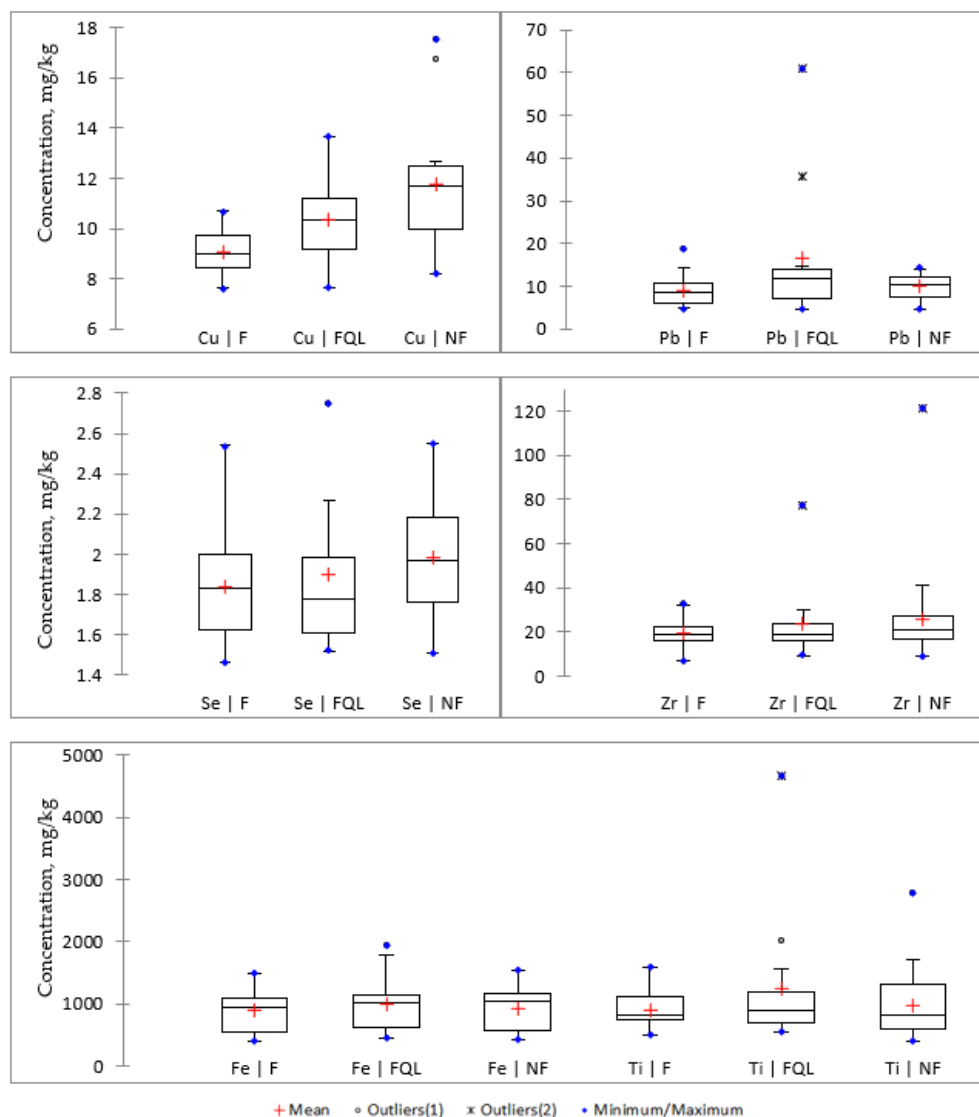 18
16
14
12
10
8
6
Concentration, mg/kg
Cu | F
Cu | FQL
Cu | NF
70
60
50
40
30
20
10
0
Pb | F
Pb | FQL
Pb | NF
2.8
2.6
2.4
2.2
2
1.8
1.6
1.4
Concentration, mg/kg
Se | F
Se | FQL
Se | NF
120
100
80
60
40
20
0
Zr | F
Zr | FQL
Zr | NF
5000
4000
3000
2000
1000
0
Concentration, mg/kg
Fe | F
Fe | FQL
Fe | NF
Ti | F
Ti | FQL
Ti | NF
Mean
Outliers(1)
Outliers(2)
Minimum/Maximum